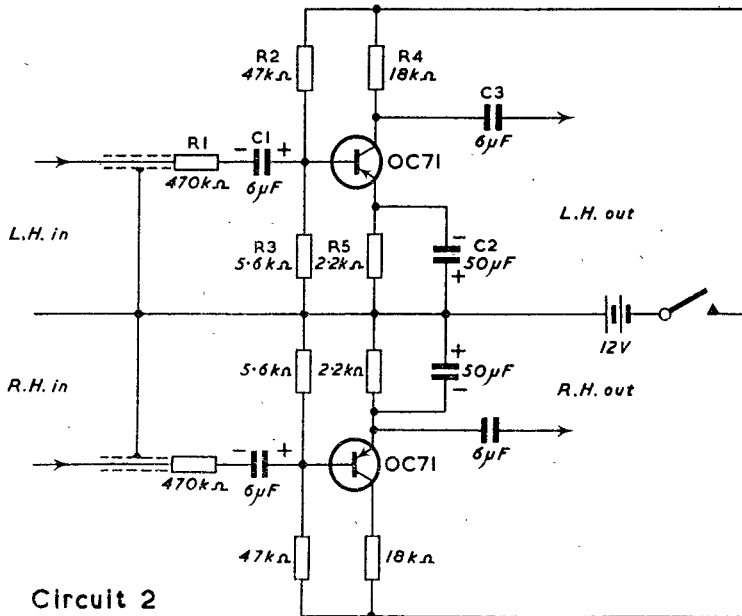 R2
47kΩ
R4
18kΩ
C3
6μF
R1
470kΩ
- C1 +
6μF
OC71
L.H. in
L.H. out
R3
5·6kΩ
R5
2·2kΩ
-
C2
50μF
+
12V
5·6kΩ
2·2kΩ
+
50μF
-
R.H. in
R.H. out
- +
470kΩ
6μF
OC71
6μF
47kΩ
18kΩ
Circuit 2